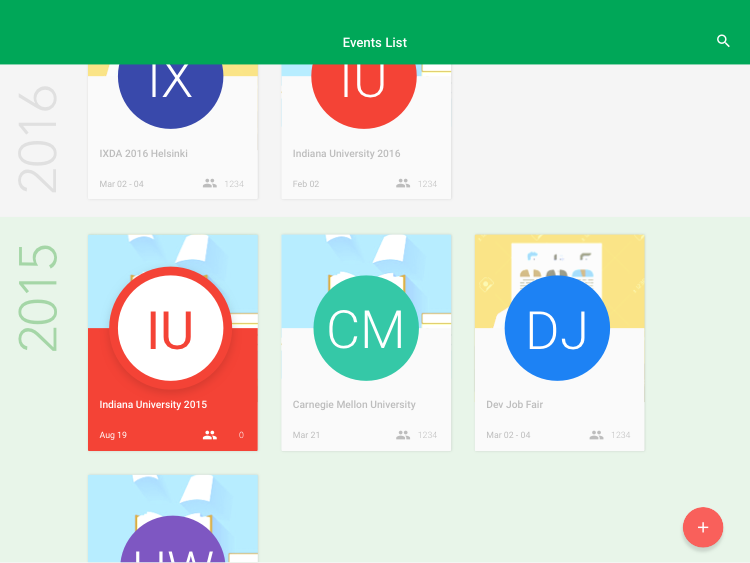 Events List
2016
IX
IU
IXDA 2016 Helsinki
Mar 02 - 04
1234
Indiana University 2016
Feb 02
1234
2015
IU
Indiana University 2015
Aug 19
0
CM
Carnegie Mellon University
Mar 21
1234
DJ
Dev Job Fair
Mar 02 - 04
1234